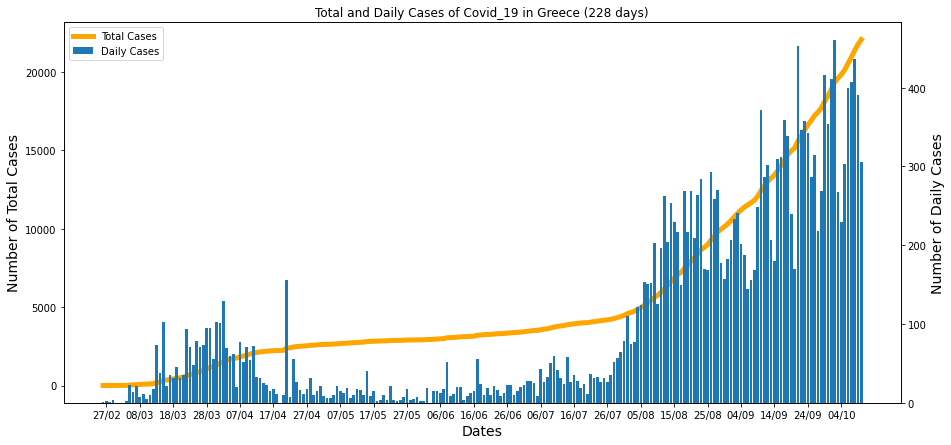 Total and Daily Cases of Covid_19 in Greece (228 days)
Total Cases
Daily Cases
Number of Total Cases
20000
15000
10000
5000
0
Number of Daily Cases
400
300
200
100
0
27/02 08/03 18/03 28/03 07/04 17/04 27/04 07/05 17/05 27/05 06/06 16/06 26/06 06/07 16/07 26/07 05/08 15/08 25/08 04/09 14/09 24/09 04/10
Dates